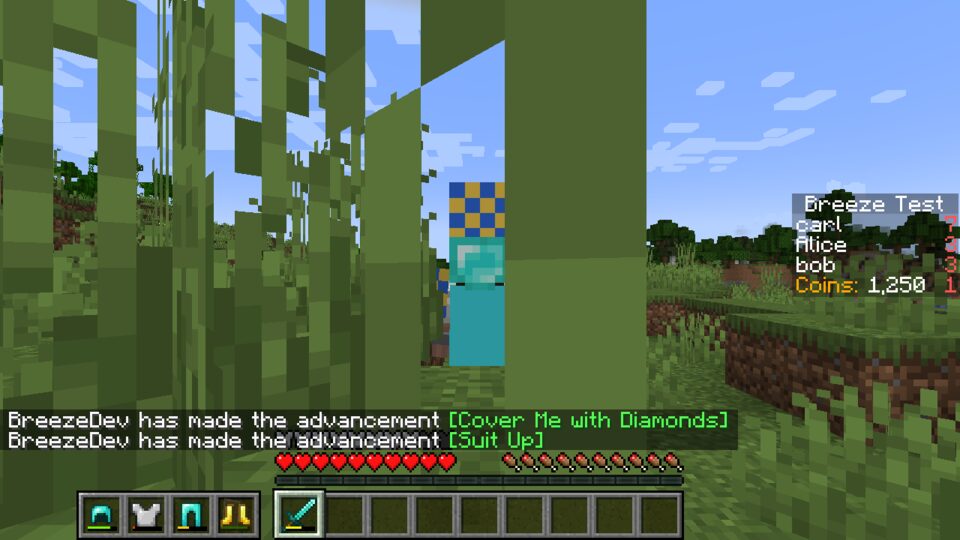 Breeze Test
carl 7
Alice 3
bob 3
Coins: 1,250 1
BreezeDev has made the advancement [Cover Me with Diamonds]
BreezeDev has made the advancement [Suit Up]